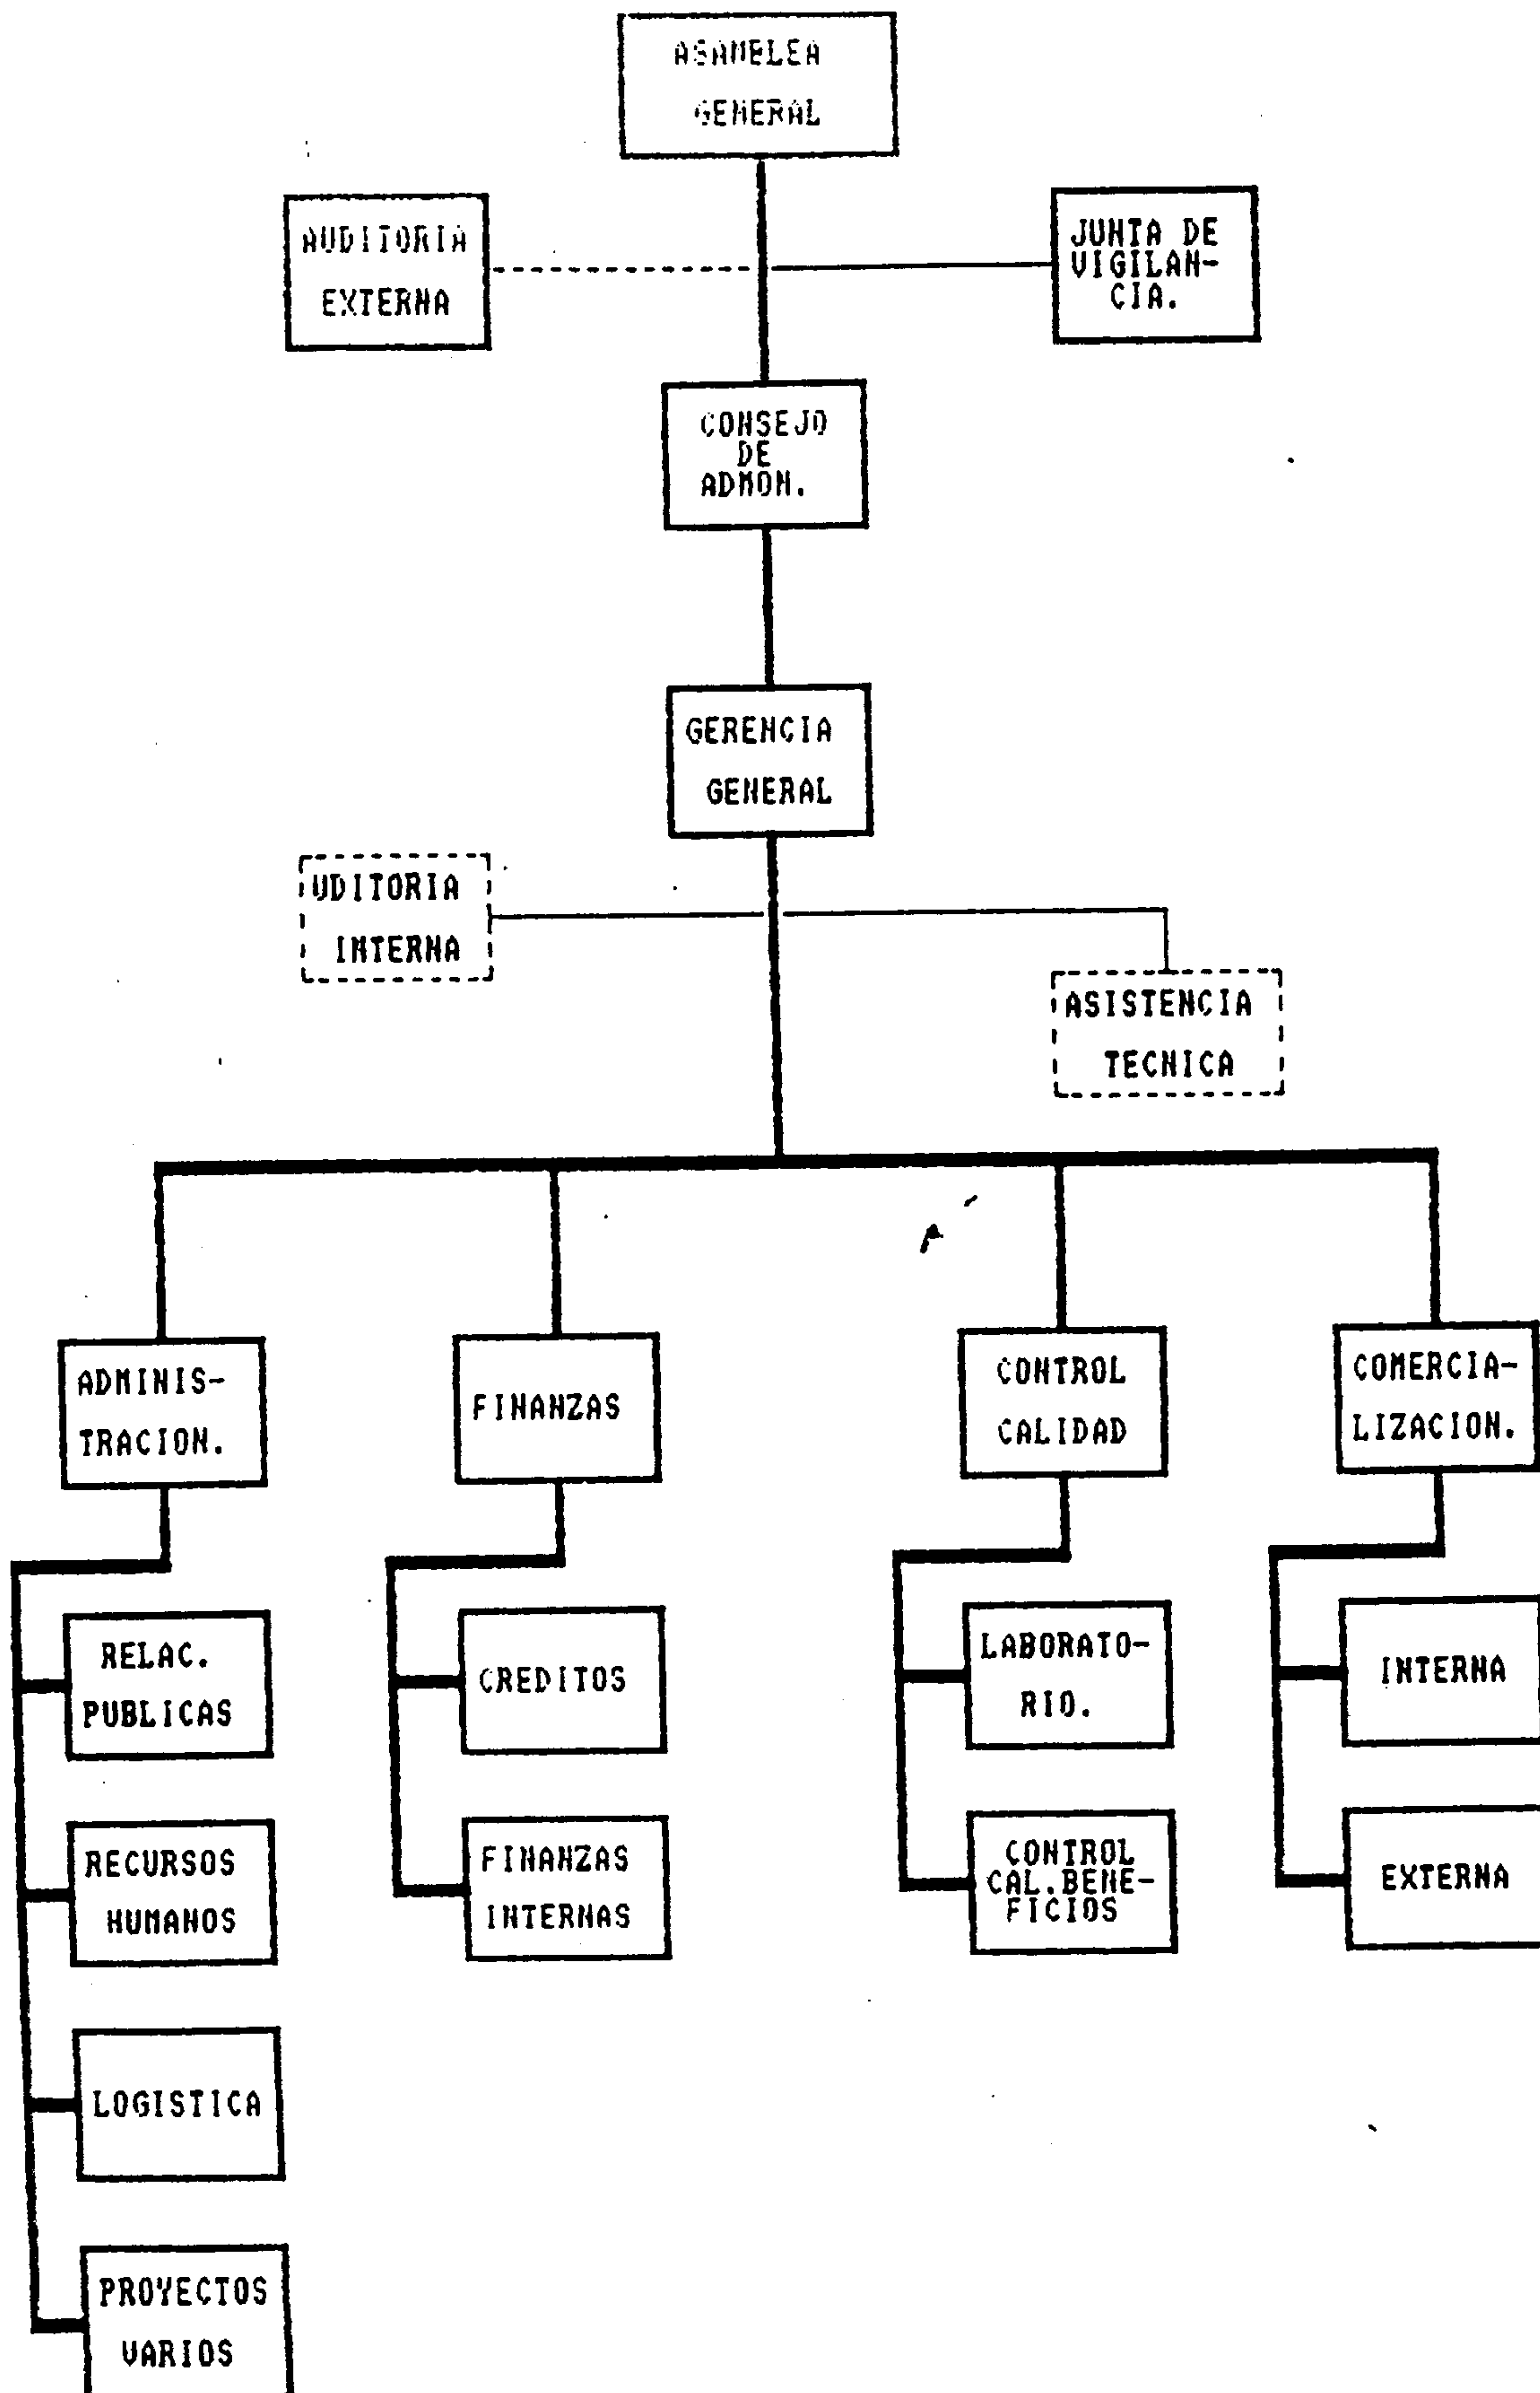 ASAMBLEA
GENERAL
AUDITORIA
EXTERNA
JUNTA DE
VIGILAN-
CIA.
CONSEJO
DE
ADMON.
GERENCIA
GENERAL
UDITORIA
INTERNA
ASISTENCIA
TECNICA
ADMINIS-
TRACION.
FINANZAS
CONTROL
CALIDAD
COMERCIA-
LIZACION.
RELAC.
PUBLICAS
RECURSOS
HUMANOS
LOGISTICA
PROYECTOS
VARIOS
CREDITOS
FINANZAS
INTERNAS
LABORATO-
RIO.
CONTROL
CAL.BENE-
FICIOS
INTERNA
EXTERNA